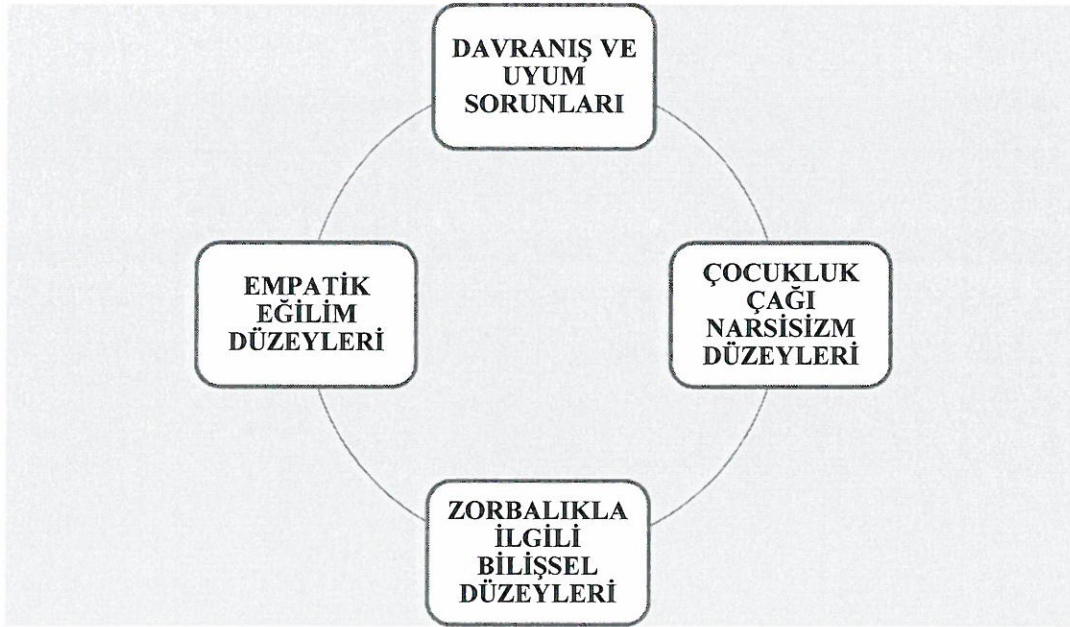 DAVRANIŞ VE
UYUM
SORUNLARI
EMPATİK
EĞİLİM
DÜZEYLERİ
ÇOCUKLUK
ÇAĞI
NARSİSİZM
DÜZEYLERİ
ZORBALIKLA
İLGİLİ
BİLİŞSEL
DÜZEYLERİ